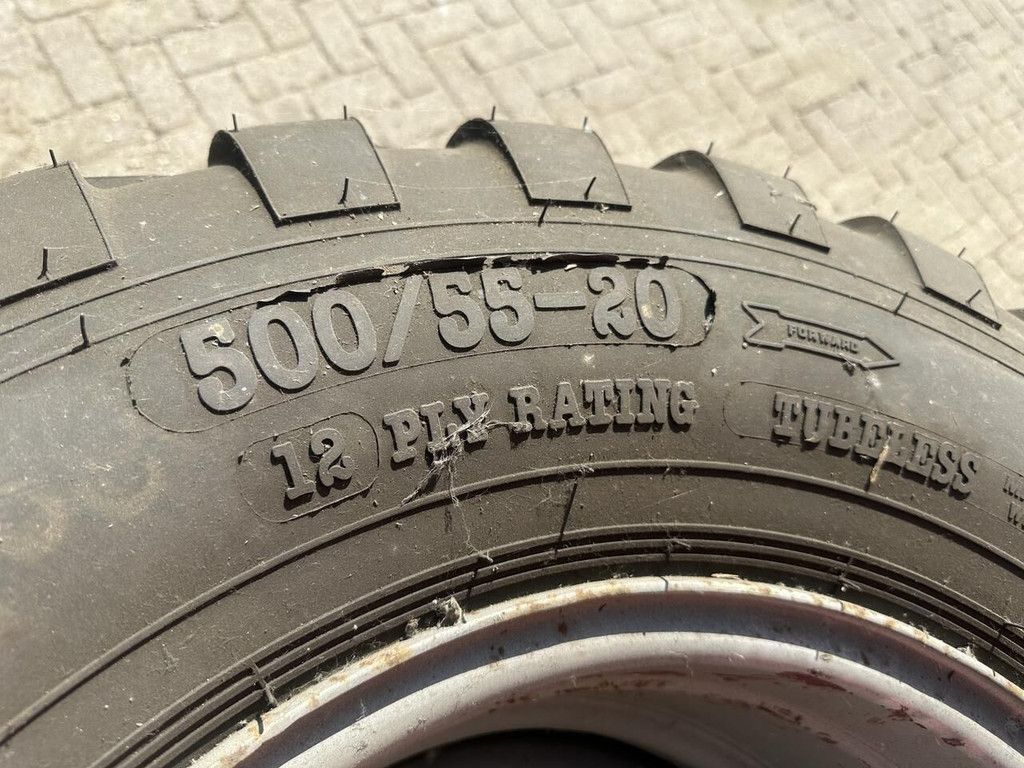 500/55-20
FORWARD
12 PLY RATING
TUBELESS